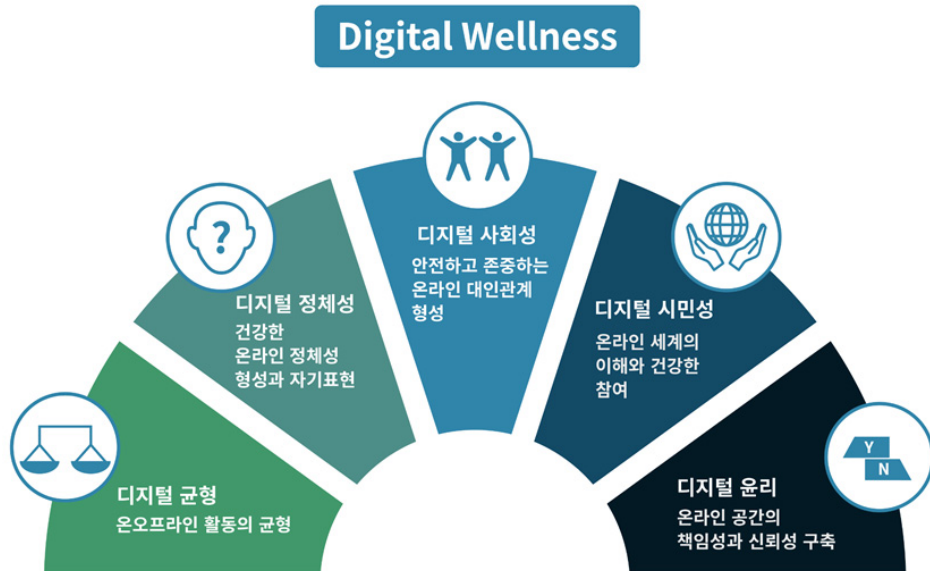 Digital Wellness
디지털 균형
온오프라인 활동의 균형
디지털 정체성
건강한
온라인 정체성
형성과 자기표현
디지털 사회성
안전하고 존중하는
온라인 대인관계
형성
디지털 시민성
온라인 세계의
이해와 건강한
참여
디지털 윤리
온라인 공간의
책임성과 신뢰성 구축
?
Y
N